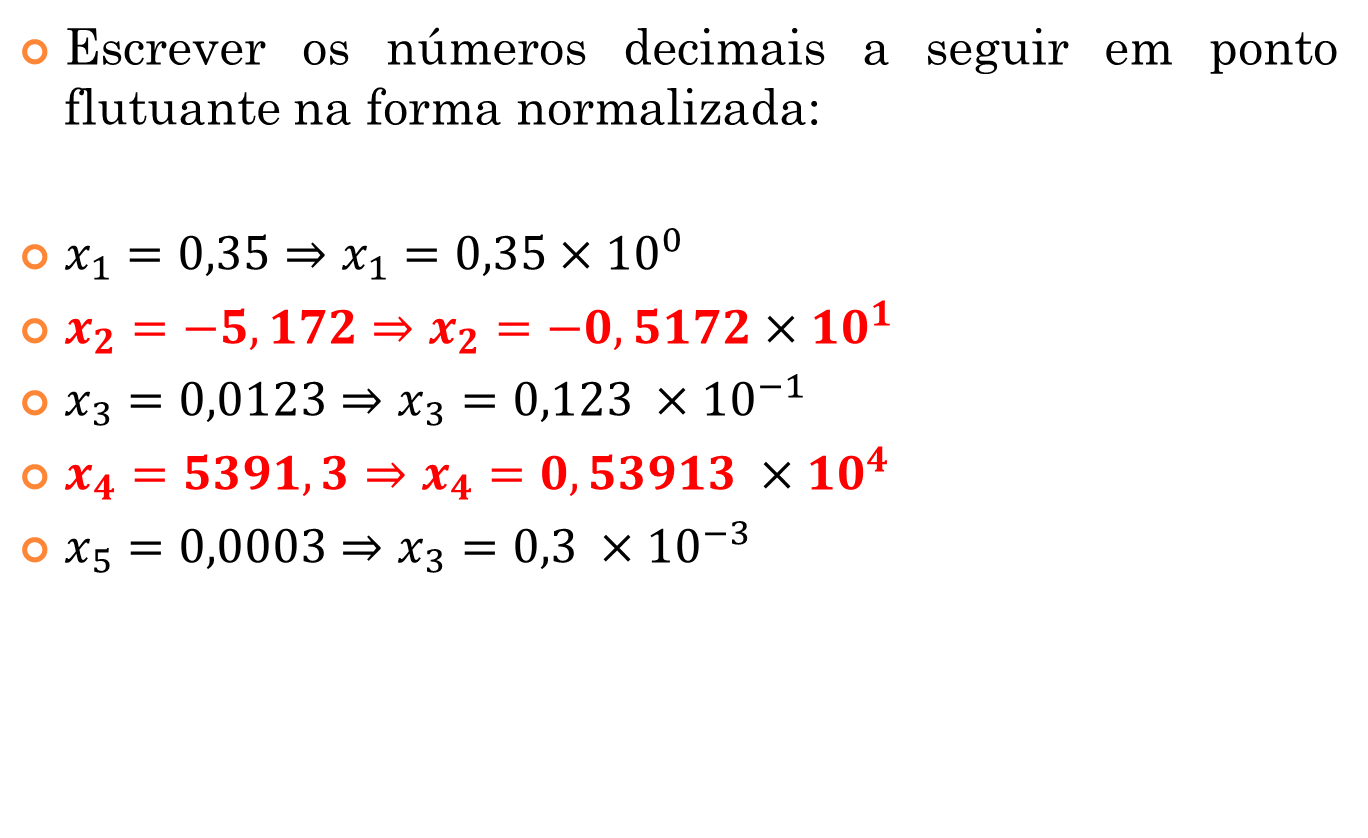 Escrever os números decimais a seguir em ponto
flutuante na forma normalizada:
x₁ = 0,35 ⇒ x₁ = 0,35 × 10⁰
x₂ = −5,172 ⇒ x₂ = −0,5172 × 10¹
x₃ = 0,0123 ⇒ x₃ = 0,123 × 10⁻¹
x₄ = 5391,3 ⇒ x₄ = 0,53913 × 10⁴
x₅ = 0,0003 ⇒ x₃ = 0,3 × 10⁻³